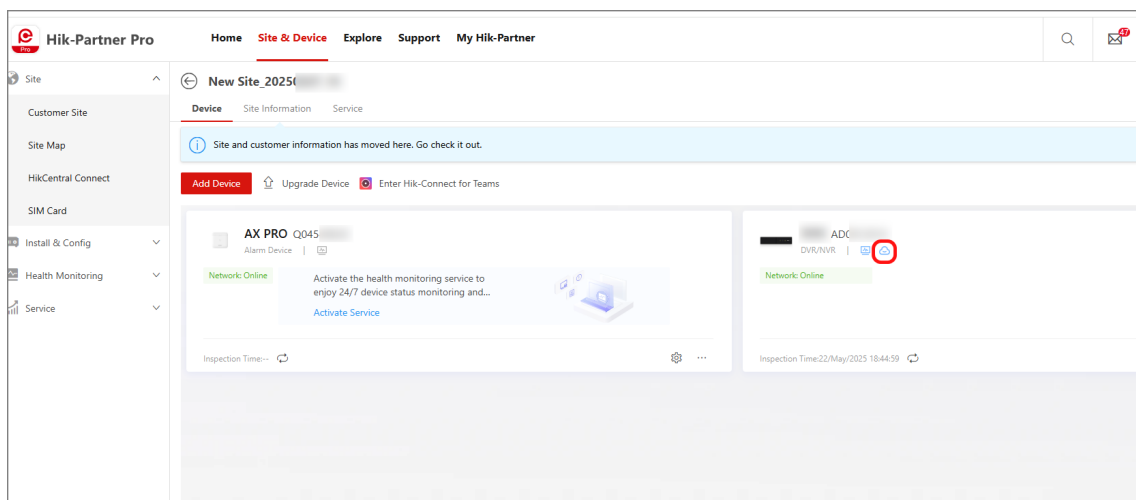 Hik-Partner Pro
Pro
Home Site & Device Explore Support My Hik-Partner
47
Site
Customer Site
Site Map
HikCentral Connect
SIM Card
Install & Config
Health Monitoring
Service
New Site_2025
Device Site Information Service
Site and customer information has moved here. Go check it out.
Add Device Upgrade Device Enter Hik-Connect for Teams
AX PRO Q045
Alarm Device |
Network: Online
Activate the health monitoring service to
enjoy 24/7 device status monitoring and...
Activate Service
Inspection Time:--
DVR/NVR |
Network: Online
Inspection Time:22/May/2025 18:44:59